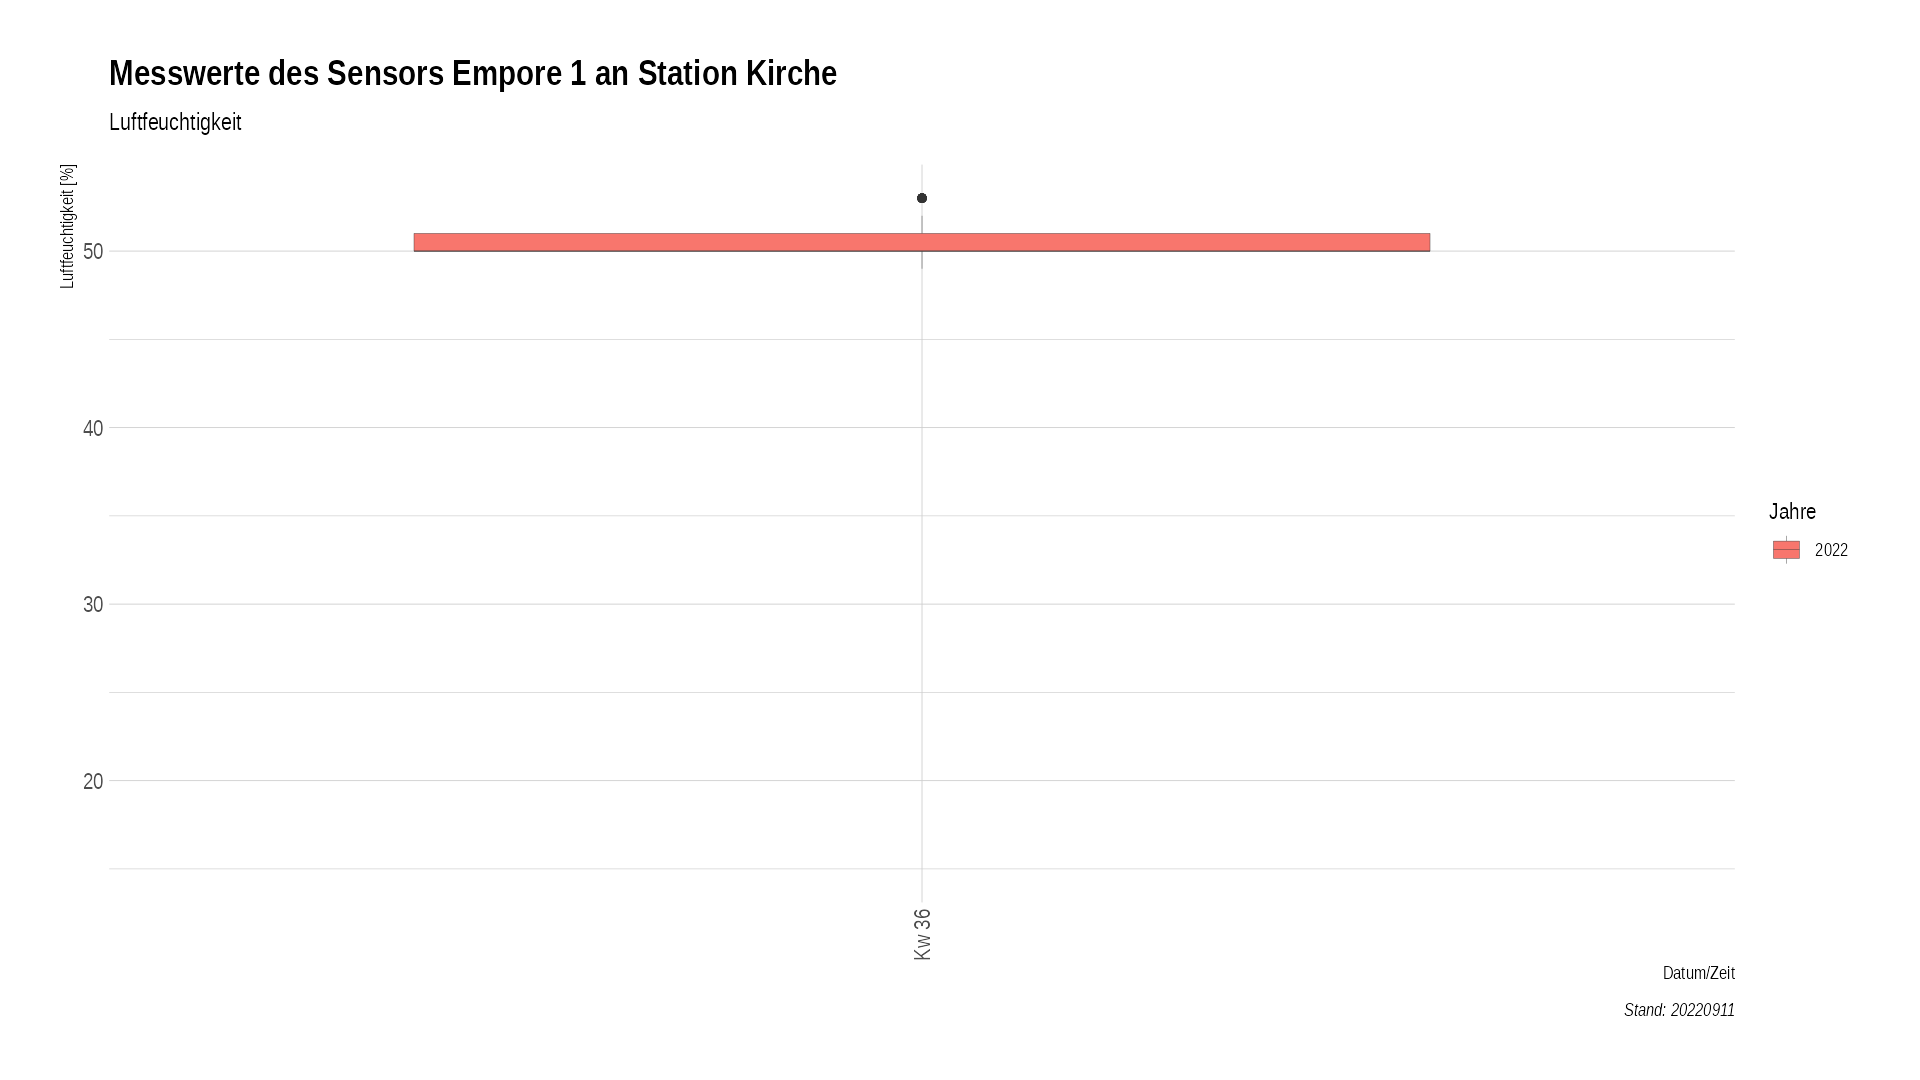 Messwerte des Sensors Empore 1 an Station Kirche
Luftfeuchtigkeit
Luftfeuchtigkeit [%]
50
40
30
20
Kw 36
Datum/Zeit
Stand: 20220911
Jahre
2022